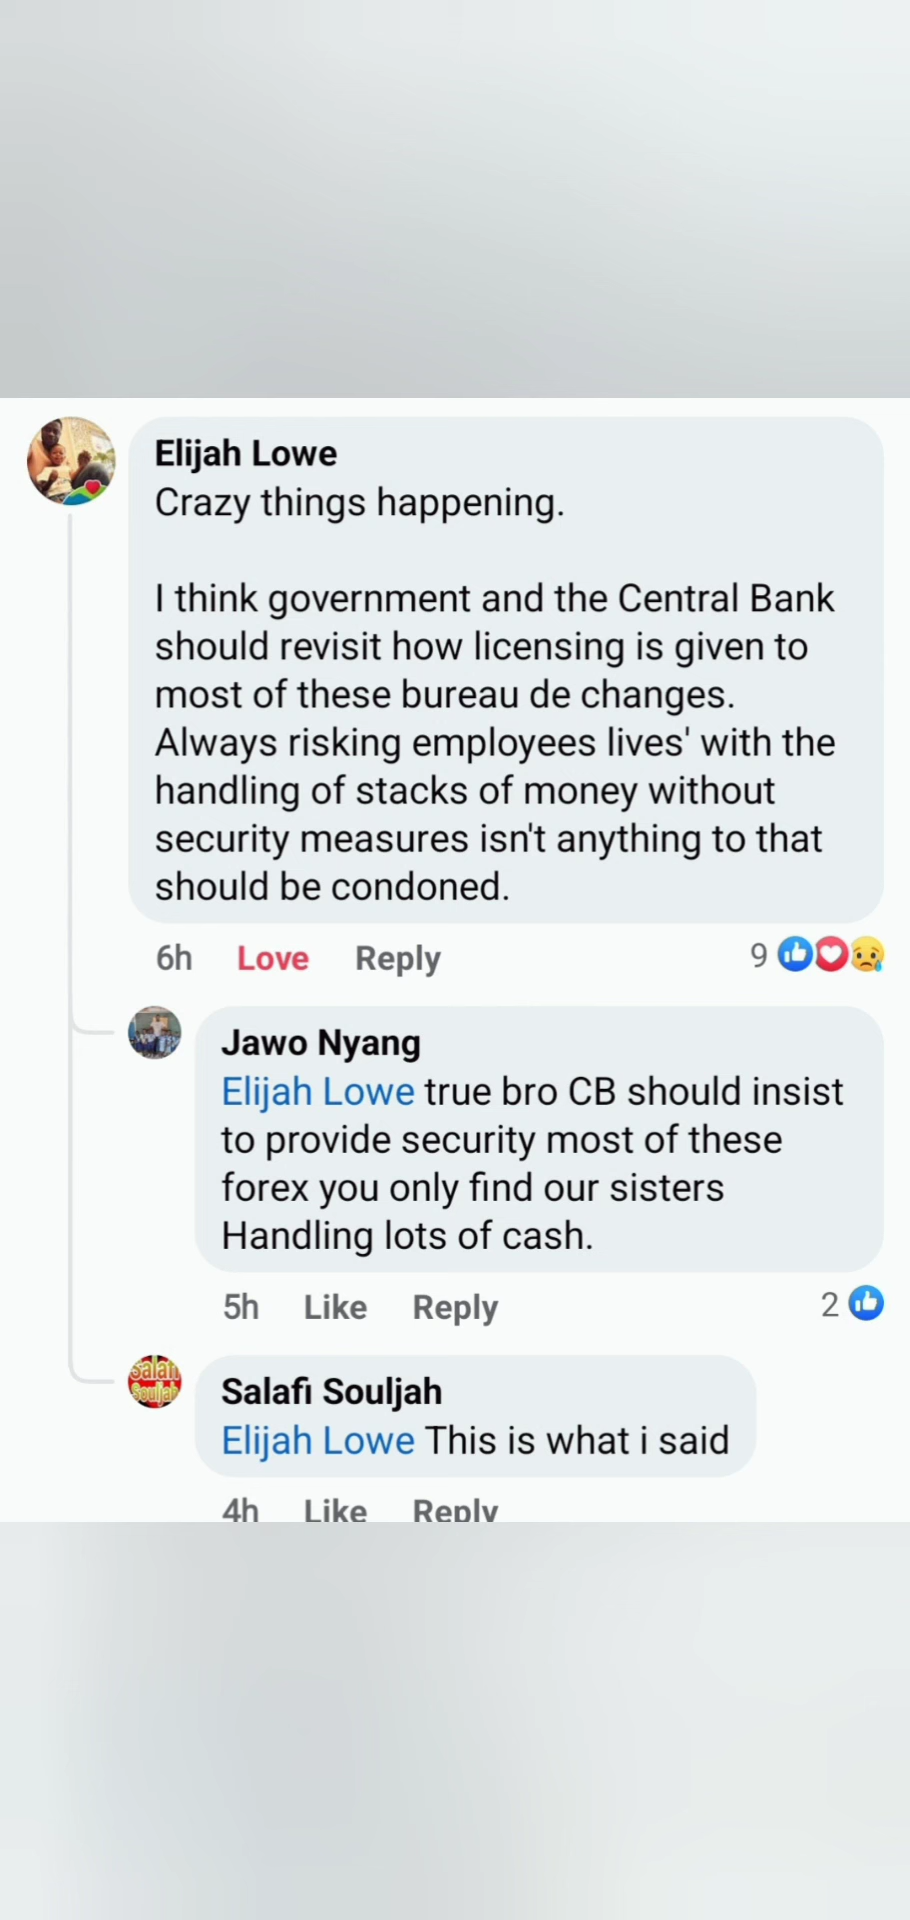 Elijah Lowe
Crazy things happening.
I think government and the Central Bank
should revisit how licensing is given to
most of these bureau de changes.
Always risking employees lives' with the
handling of stacks of money without
security measures isn't anything to that
should be condoned.
6h Love Reply 9
Jawo Nyang
Elijah Lowe true bro CB should insist
to provide security most of these
forex you only find our sisters
Handling lots of cash.
5h Like Reply 2
Salafi Souljah
Salafi
Souljah
Elijah Lowe This is what i said
4h Like Reply